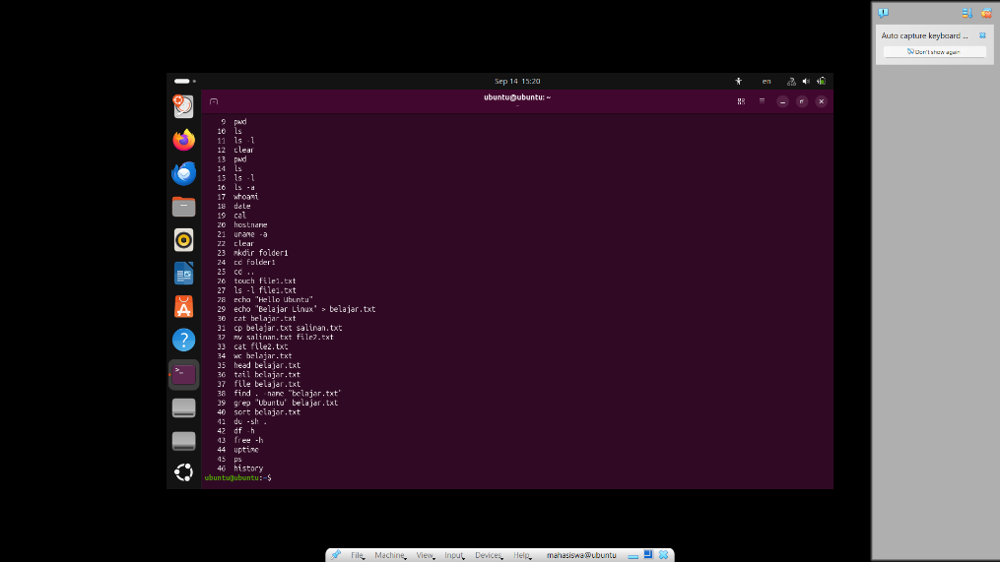 Auto capture keyboard ...
Don't show again
Sep 14 15:20
en
ubuntu@ubuntu: ~
9 pwd
10 ls
11 ls -l
12 clear
13 pwd
14 ls
15 ls -l
16 ls -a
17 whoami
18 date
19 cal
20 hostname
21 uname -a
22 clear
23 mkdir folder1
24 cd folder1
25 cd ..
26 touch file1.txt
27 ls -l file1.txt
28 echo "Hello Ubuntu"
29 echo "Belajar Linux" > belajar.txt
30 cat belajar.txt
31 cp belajar.txt salinan.txt
32 mv salinan.txt file2.txt
33 cat file2.txt
34 wc belajar.txt
35 head belajar.txt
36 tail belajar.txt
37 file belajar.txt
38 find . -name "belajar.txt"
39 grep "Ubuntu" belajar.txt
40 sort belajar.txt
41 du -sh .
42 df -h
43 free -h
44 uptime
45 ps
46 history
ubuntu@ubuntu:~$
File Machine View Input Devices Help mahasiswa@ubuntu